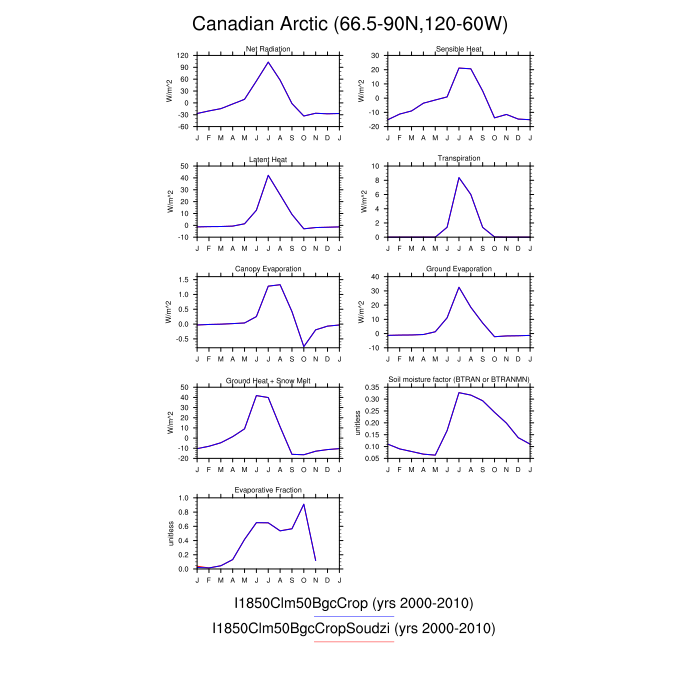 Canadian Arctic (66.5-90N,120-60W)
Net Radiation
W/m^2
120
90
60
30
0
-30
-60
J F M A M J J A S O N D J
Sensible Heat
W/m^2
30
20
10
0
-10
-20
J F M A M J J A S O N D J
Latent Heat
W/m^2
50
40
30
20
10
0
-10
J F M A M J J A S O N D J
Transpiration
W/m^2
10
8
6
4
2
0
J F M A M J J A S O N D J
Canopy Evaporation
W/m^2
1.5
1.0
0.5
0.0
-0.5
J F M A M J J A S O N D J
Ground Evaporation
W/m^2
40
30
20
10
0
-10
J F M A M J J A S O N D J
Ground Heat + Snow Melt
W/m^2
50
40
30
20
10
0
-10
-20
J F M A M J J A S O N D J
Soil moisture factor (BTRAN or BTRANMN)
unitless
0.35
0.30
0.25
0.20
0.15
0.10
0.05
J F M A M J J A S O N D J
Evaporative Fraction
unitless
1.0
0.8
0.6
0.4
0.2
0.0
J F M A M J J A S O N D J
I1850Clm50BgcCrop (yrs 2000-2010)
I1850Clm50BgcCropSoudzi (yrs 2000-2010)